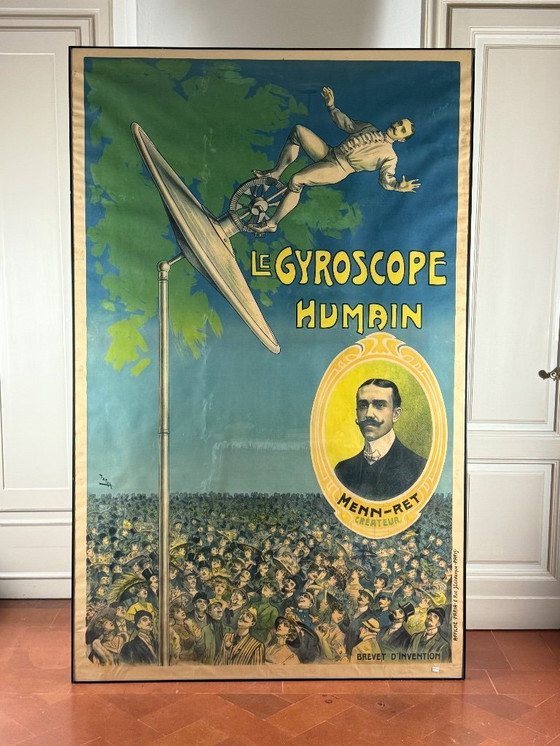 LE GYROSCOPE
HUMAIN
MENN-RET
CRÉATEUR
BREVET D'INVENTION